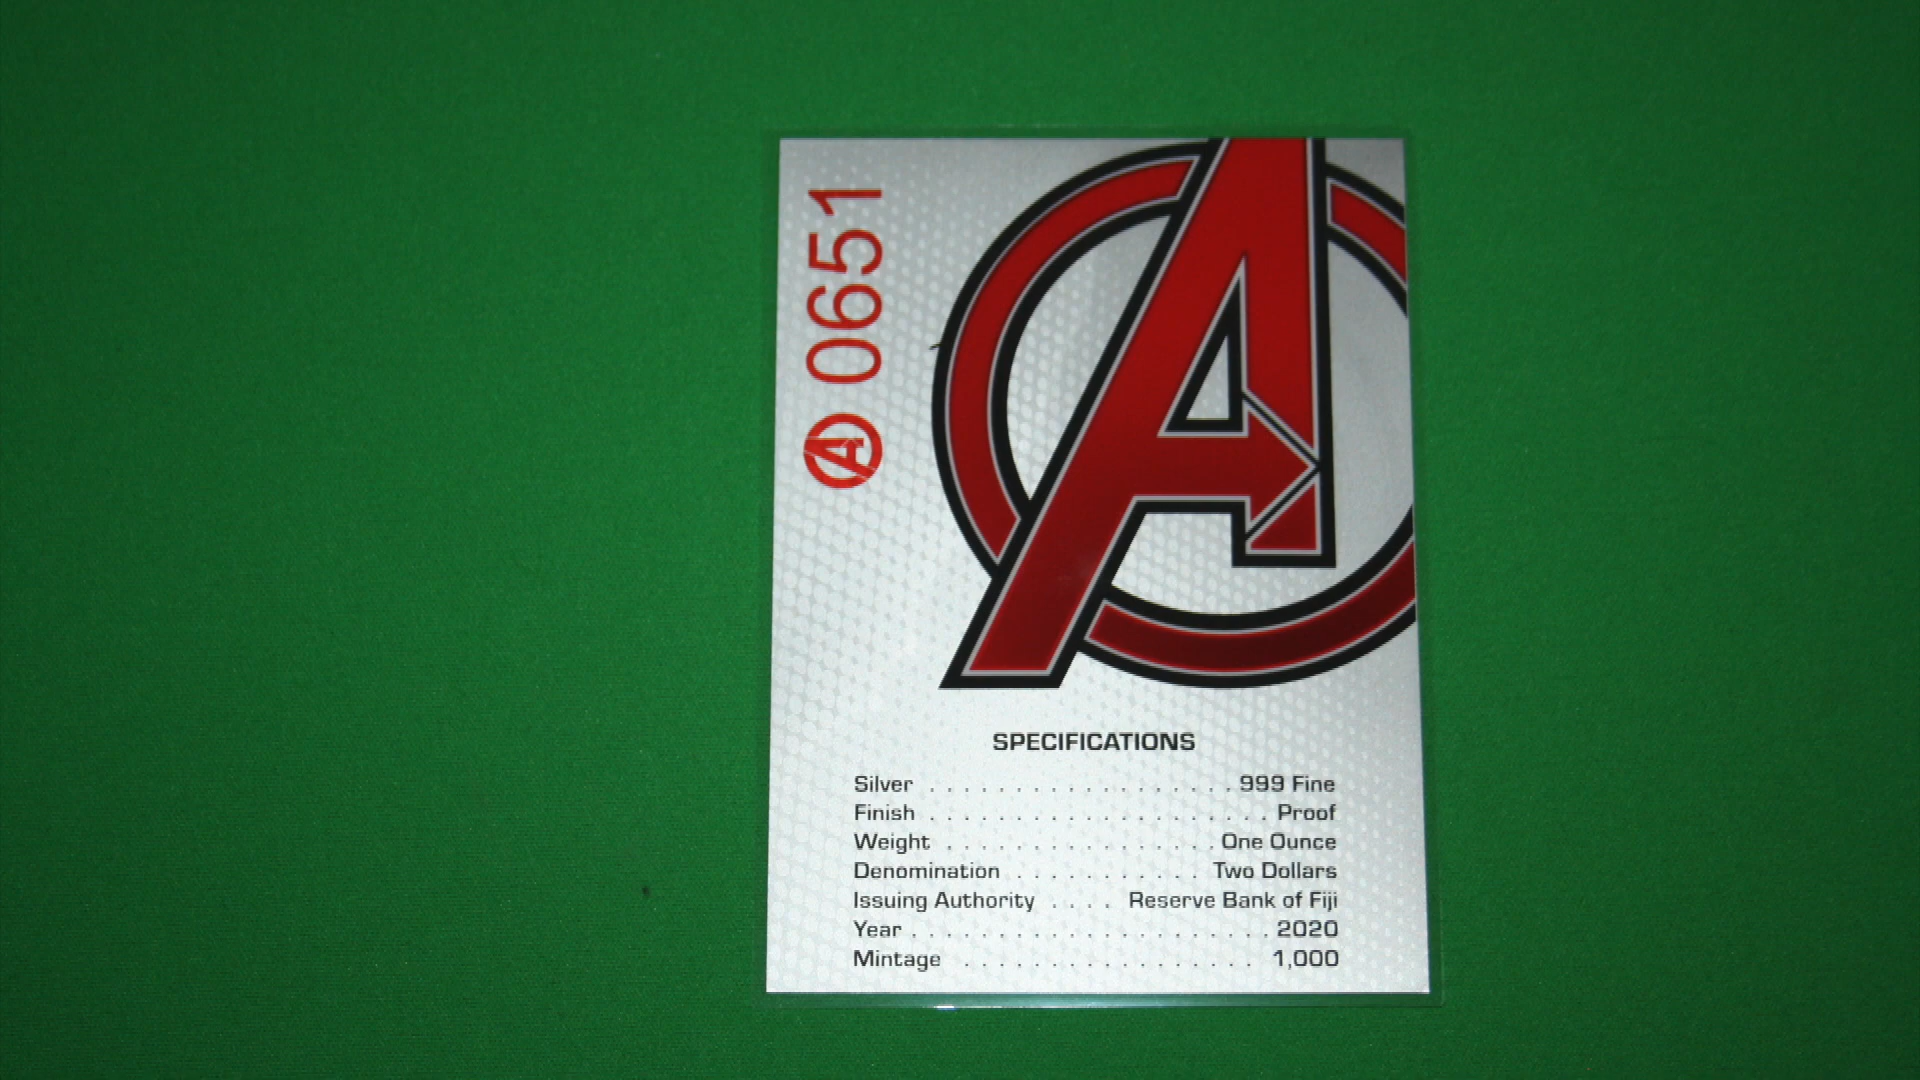 0651
SPECIFICATIONS
Silver . . . . . . . . . . . . . . . . . . 999 Fine
Finish . . . . . . . . . . . . . . . . . . . . Proof
Weight . . . . . . . . . . . . . . . . One Ounce
Denomination . . . . . . . . . . . Two Dollars
Issuing Authority . . . . Reserve Bank of Fiji
Year . . . . . . . . . . . . . . . . . . . . . 2020
Mintage . . . . . . . . . . . . . . . . . 1,000